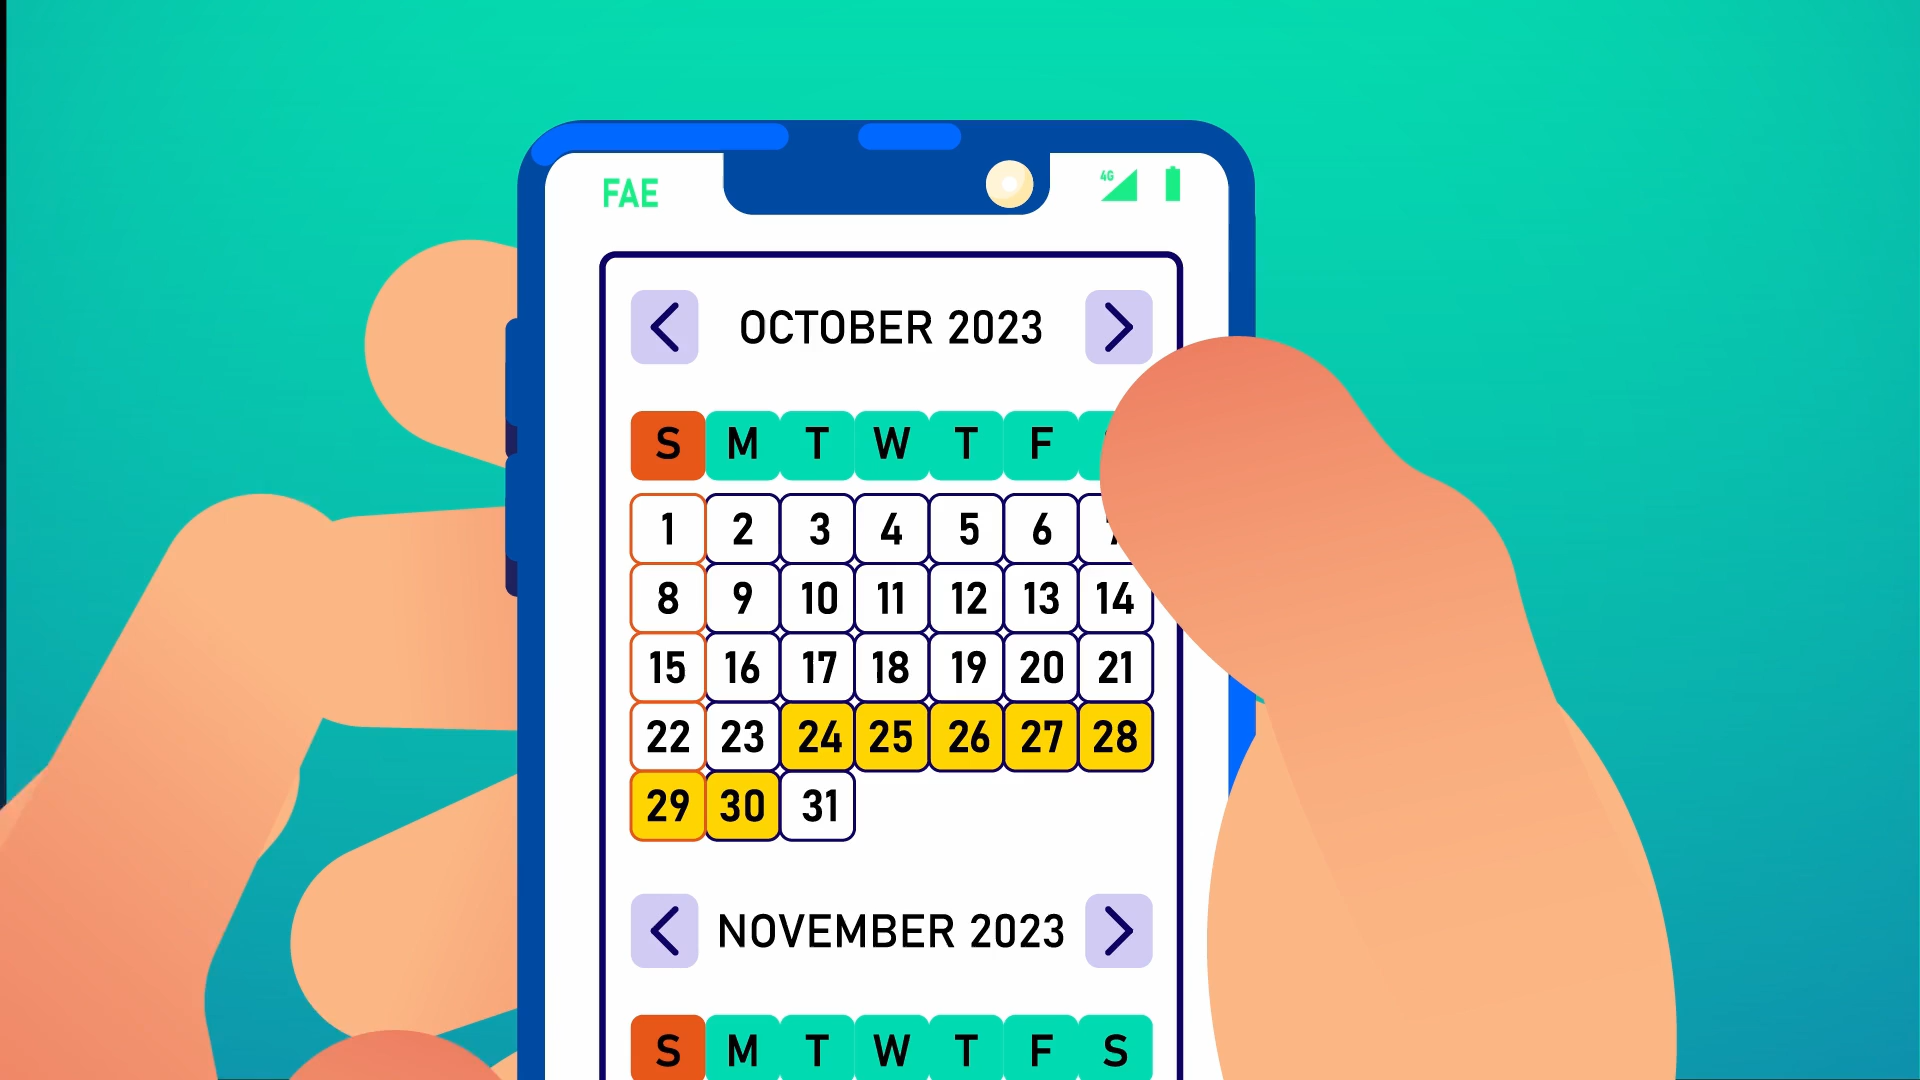 FAE 4G
OCTOBER 2023
S M T W T F
1 2 3 4 5 6
8 9 10 11 12 13 14
15 16 17 18 19 20 21
22 23 24 25 26 27 28
29 30 31
NOVEMBER 2023
S M T W T F S